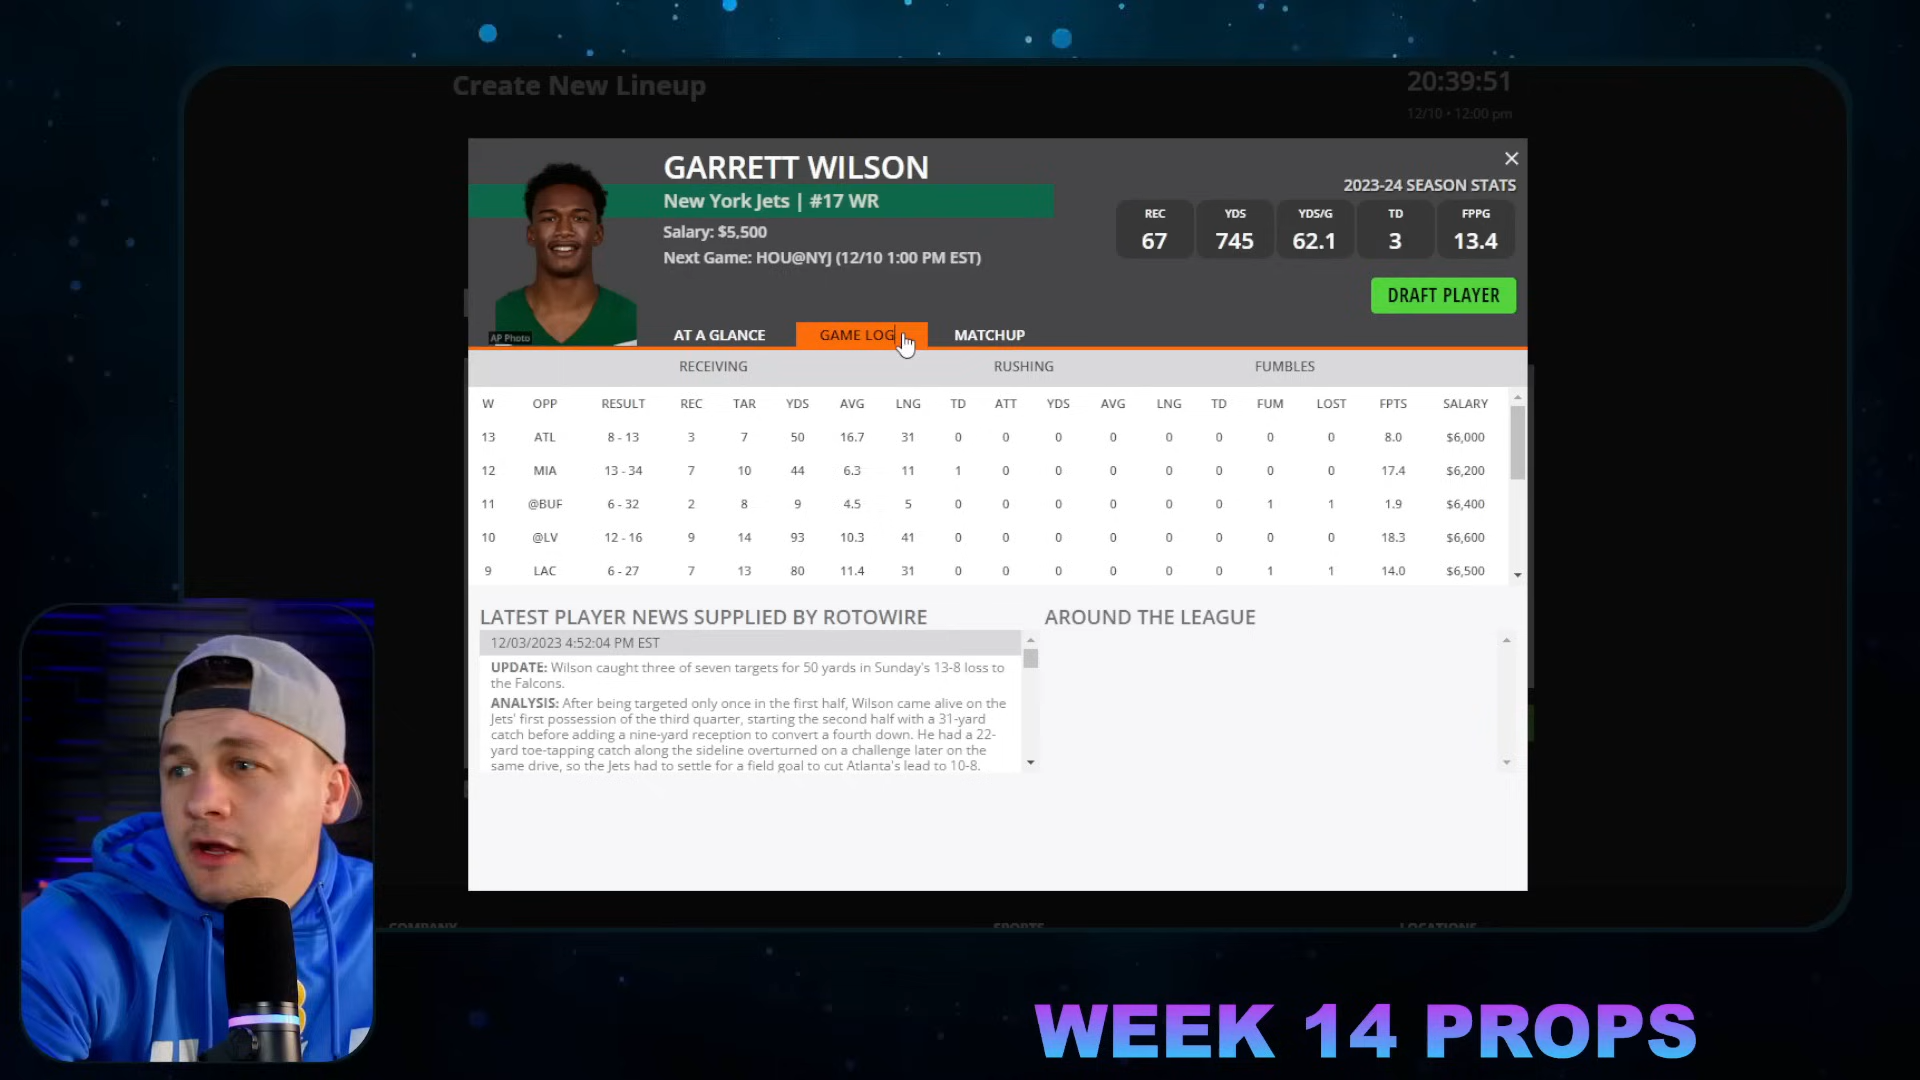 Create New Lineup
20:39:51
12/10 • 12:00 pm
GARRETT WILSON
New York Jets | #17 WR
Salary: $5,500
Next Game: HOU@NYJ (12/10 1:00 PM EST)
AP Photo
2023-24 SEASON STATS
REC YDS YDS/G TD FPPG
67 745 62.1 3 13.4
DRAFT PLAYER
AT A GLANCE GAME LOG MATCHUP
RECEIVING RUSHING FUMBLES
W OPP RESULT REC TAR YDS AVG LNG TD ATT YDS AVG LNG TD FUM LOST FPTS SALARY
13 ATL 8 - 13 3 7 50 16.7 31 0 0 0 0 0 0 0 0 8.0 $6,000
12 MIA 13 - 34 7 10 44 6.3 11 1 0 0 0 0 0 0 0 17.4 $6,200
11 @BUF 6 - 32 2 8 9 4.5 5 0 0 0 0 0 0 1 1 1.9 $6,400
10 @LV 12 - 16 9 14 93 10.3 41 0 0 0 0 0 0 0 0 18.3 $6,600
9 LAC 6 - 27 7 13 80 11.4 31 0 0 0 0 0 0 1 1 14.0 $6,500
LATEST PLAYER NEWS SUPPLIED BY ROTOWIRE
12/03/2023 4:52:04 PM EST
UPDATE: Wilson caught three of seven targets for 50 yards in Sunday's 13-8 loss to
the Falcons.
ANALYSIS: After being targeted only once in the first half, Wilson came alive on the
Jets' first possession of the third quarter, starting the second half with a 31-yard
catch before adding a nine-yard reception to convert a fourth down. He had a 22-
yard toe-tapping catch along the sideline overturned on a challenge later on the
same drive, so the Jets had to settle for a field goal to cut Atlanta's lead to 10-8.
AROUND THE LEAGUE
COMPANY SPORTS LOCATIONS
WEEK 14 PROPS